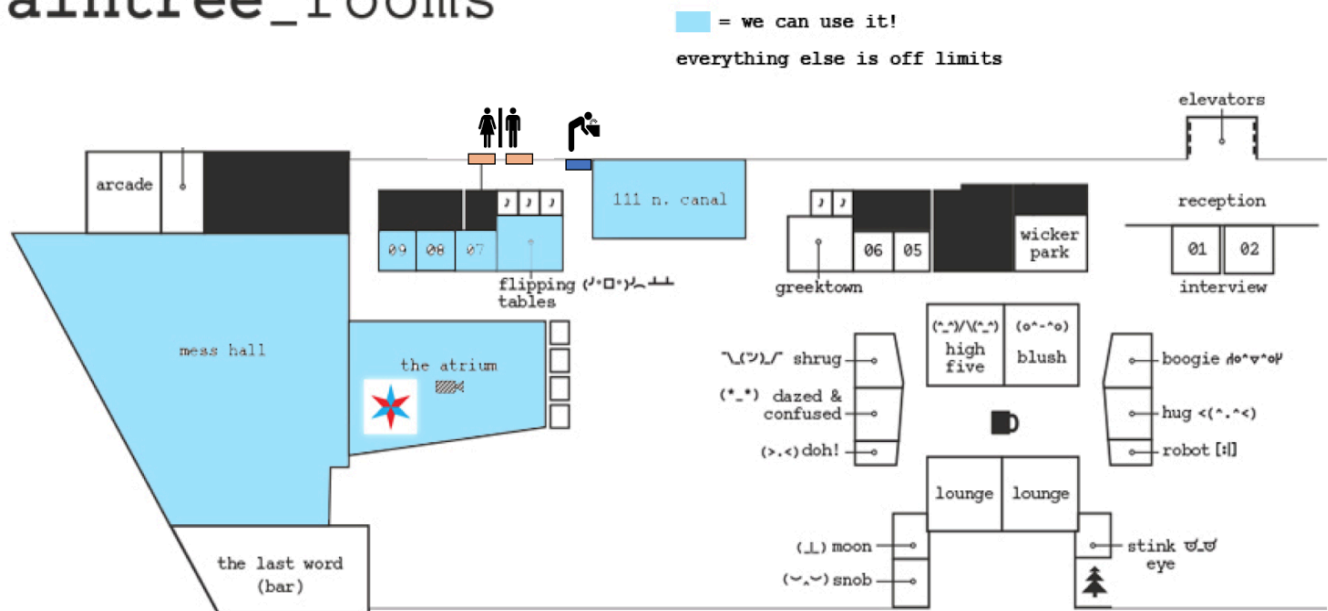 aintree_rooms
= we can use it!
everything else is off limits
elevators
arcade
111 n. canal
reception
09
08
07
06
05
wicker
park
01
02
flipping (╯°□°)╯︵ ┻━┻
tables
greektown
interview
mess hall
the atrium
¯\_(ツ)_/¯ shrug
(^_^)/\(^_^)
high
five
(o^-^o)
blush
boogie
(*_*) dazed &
confused
hug <(^.^<)
(>.<) doh!
robot [:|]
lounge
lounge
the last word
(bar)
(⊥) moon
stink ಠ_ಠ
eye
(︶︿︶) snob